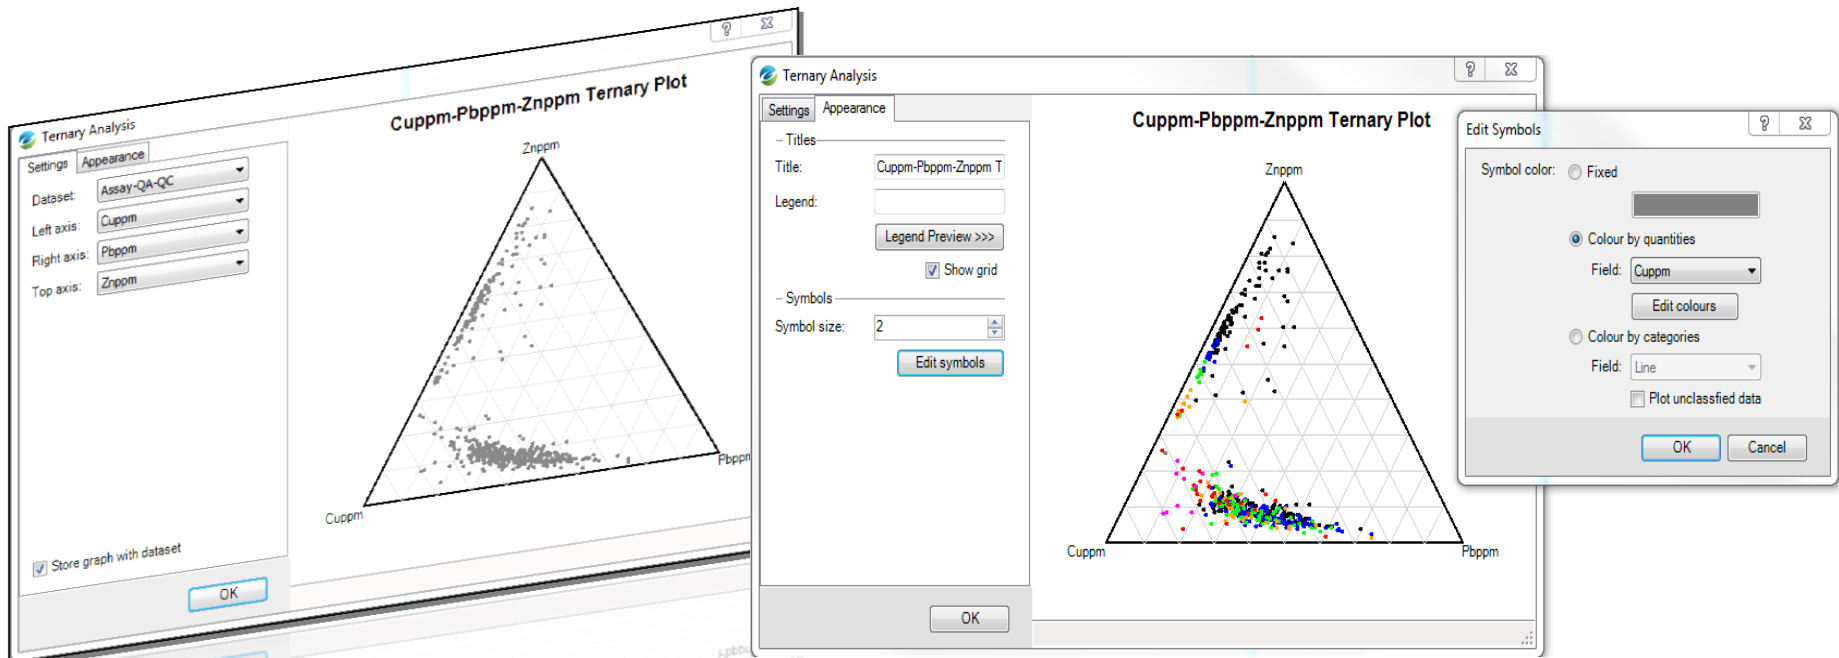 Ternary Analysis
Settings
Appearance
Dataset:
Assay-QA-QC
Left axis:
Cuppm
Right axis:
Pbppm
Top axis:
Znppm
Store graph with dataset
OK
Cuppm-Pbppm-Znppm Ternary Plot
Znppm
Cuppm
Pbppm
Ternary Analysis
Settings
Appearance
Titles
Title:
Cuppm-Pbppm-Znppm T
Legend:
Legend Preview >>>
Show grid
Symbols
Symbol size:
2
Edit symbols
OK
Cuppm-Pbppm-Znppm Ternary Plot
Znppm
Cuppm
Pbppm
Edit Symbols
Symbol color:
Fixed
Colour by quantities
Field:
Cuppm
Edit colours
Colour by categories
Field:
Line
Plot unclassfied data
OK
Cancel